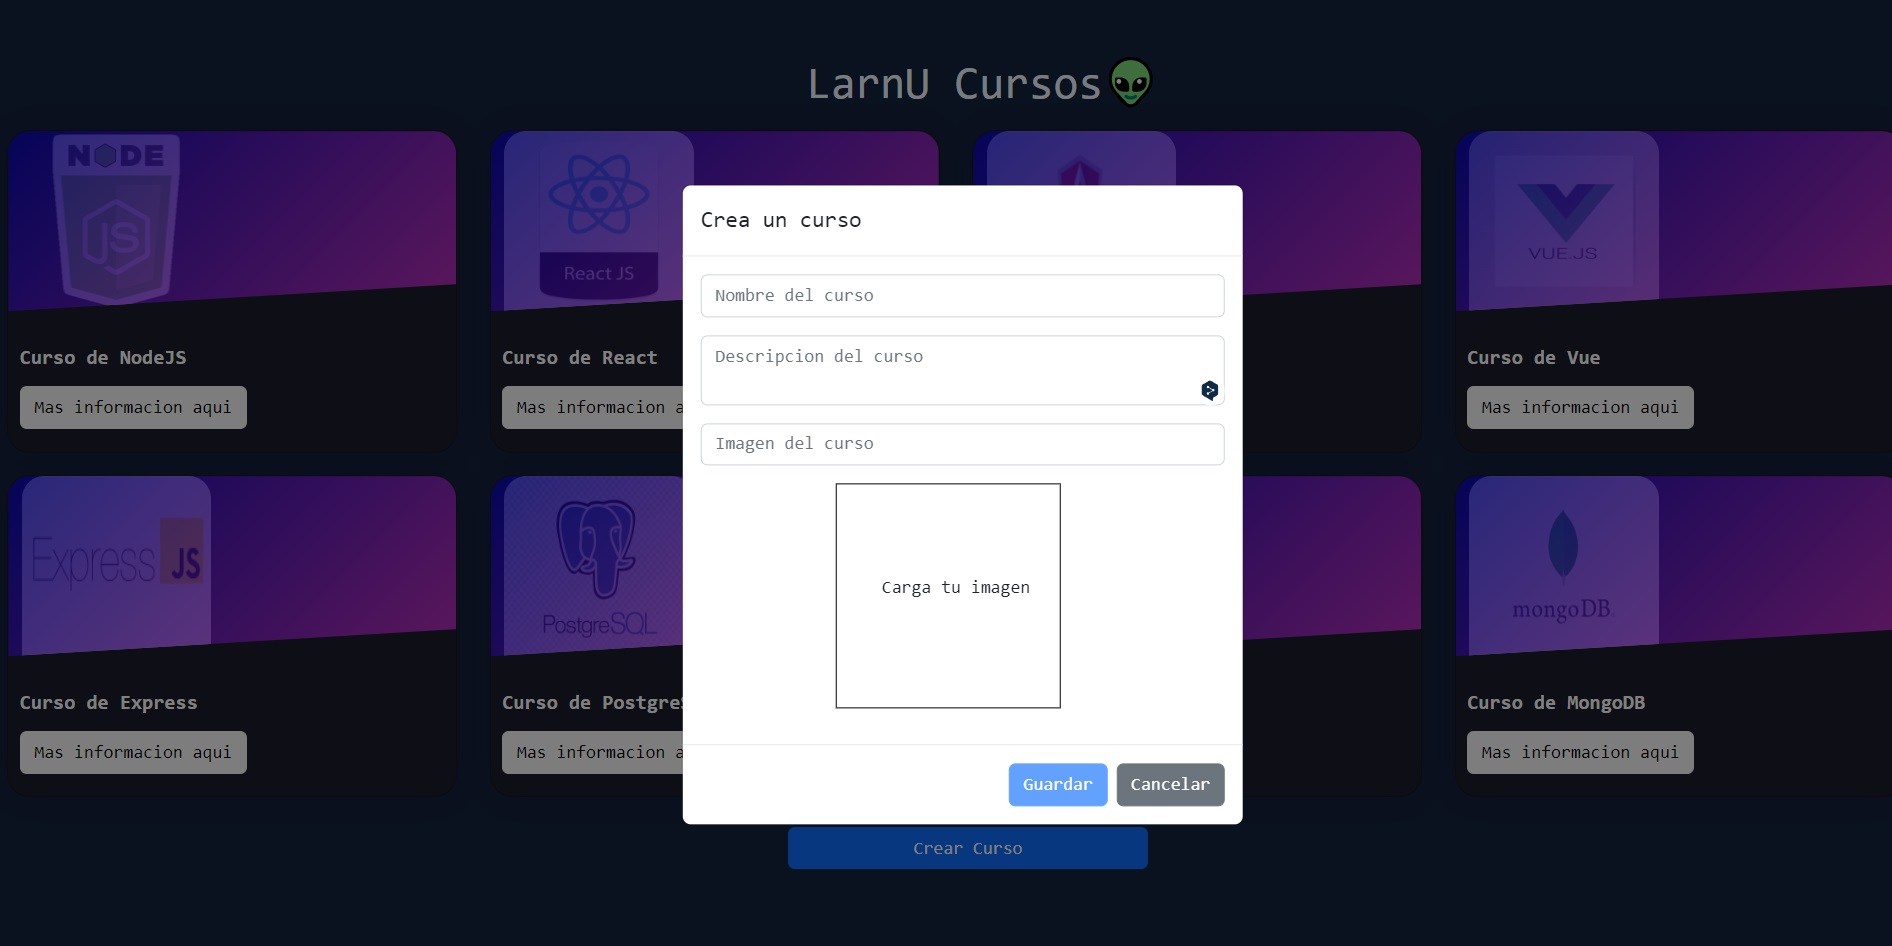 LarnU Cursos👽
NODE
JS
Curso de NodeJS
Mas informacion aqui
React JS
Curso de React
Mas informacion a
VUE.JS
Curso de Vue
Mas informacion aqui
Crea un curso
Nombre del curso
Descripcion del curso
Imagen del curso
Carga tu imagen
Guardar
Cancelar
Express JS
Curso de Express
Mas informacion aqui
PostgreSQL
Curso de Postgre
Mas informacion a
mongoDB
Curso de MongoDB
Mas informacion aqui
Crear Curso